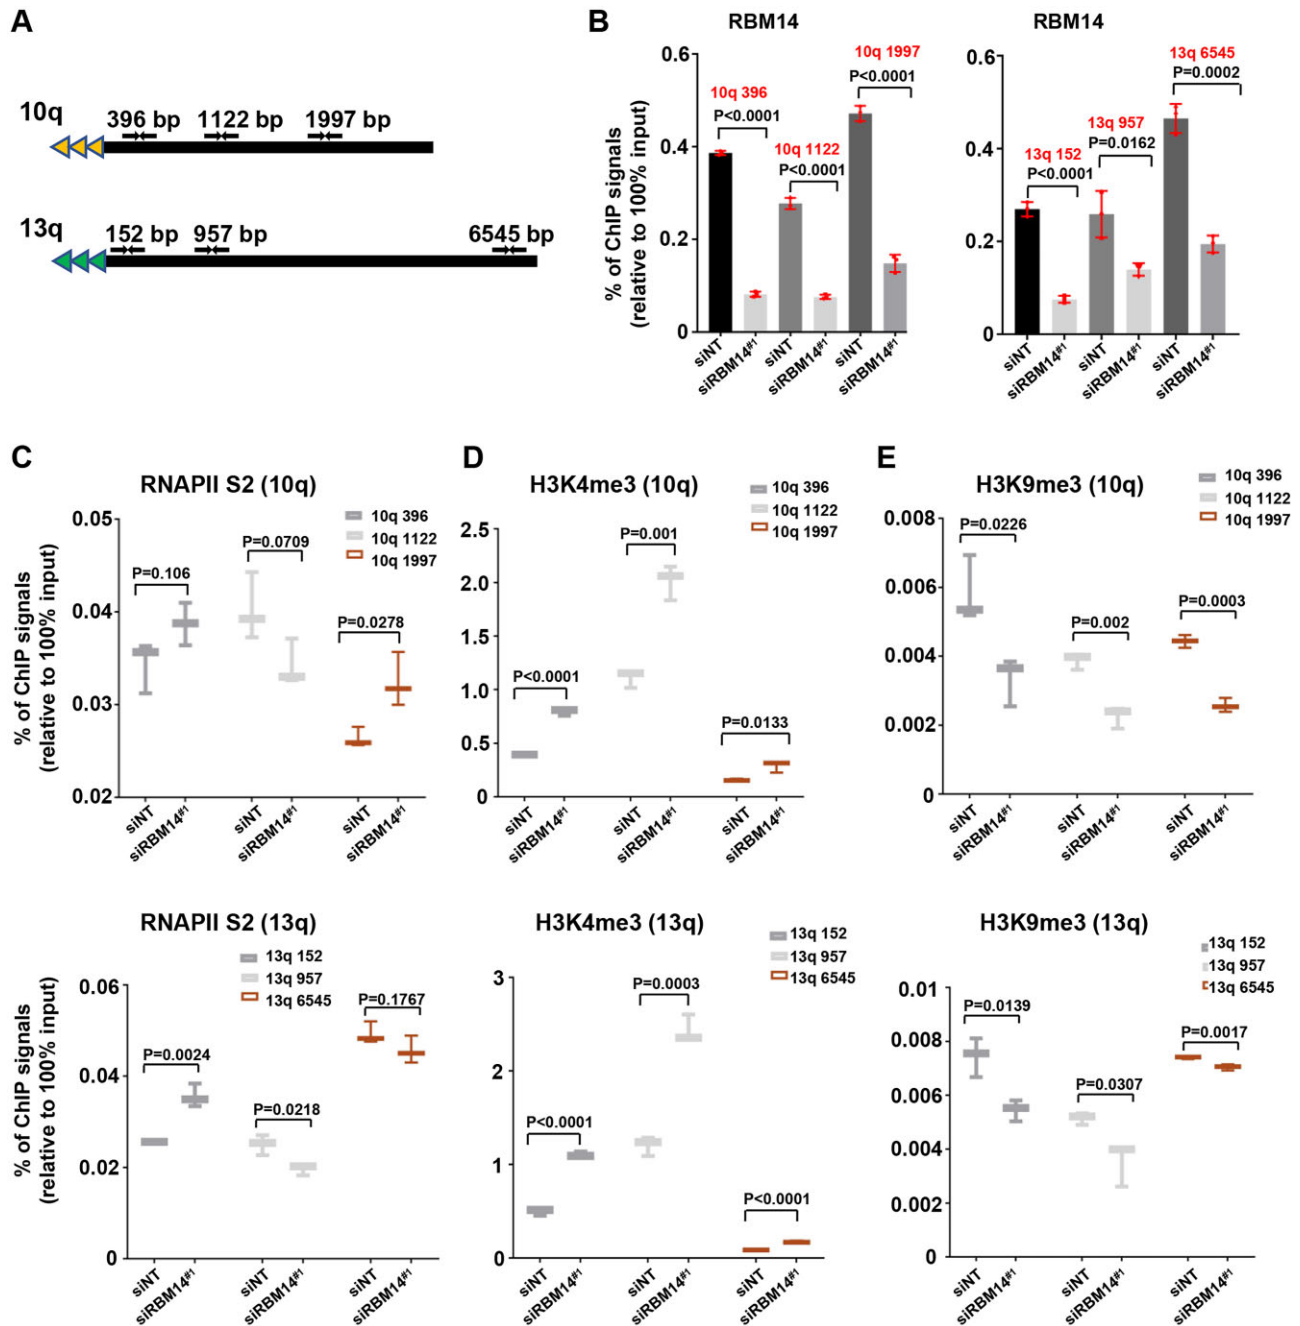 A
10q
396 bp 1122 bp 1997 bp
13q
152 bp 957 bp 6545 bp
B
RBM14
% of ChIP signals
(relative to 100% input)
0.6
0.4
0.2
0
10q 396
P<0.0001
10q 1122
P<0.0001
10q 1997
P<0.0001
siNT
siRBM14#1
siNT
siRBM14#1
siNT
siRBM14#1
RBM14
0.6
0.4
0.2
0
13q 152
P<0.0001
13q 957
P=0.0162
13q 6545
P=0.0002
siNT
siRBM14#1
siNT
siRBM14#1
siNT
siRBM14#1
C
RNAPII S2 (10q)
10q 396
10q 1122
10q 1997
% of ChIP signals
(relative to 100% input)
0.05
0.04
0.03
0.02
P=0.106
P=0.0709
P=0.0278
siNT
siRBM14#1
siNT
siRBM14#1
siNT
siRBM14#1
D
H3K4me3 (10q)
10q 396
10q 1122
10q 1997
2.5
2.0
1.5
1.0
0.5
0
P<0.0001
P=0.001
P=0.0133
siNT
siRBM14#1
siNT
siRBM14#1
siNT
siRBM14#1
E
H3K9me3 (10q)
10q 396
10q 1122
10q 1997
0.008
0.006
0.004
0.002
0
P=0.0226
P=0.002
P=0.0003
siNT
siRBM14#1
siNT
siRBM14#1
siNT
siRBM14#1
RNAPII S2 (13q)
13q 152
13q 957
13q 6545
% of ChIP signals
(relative to 100% input)
0.06
0.04
0.02
0
P=0.0024
P=0.0218
P=0.1767
siNT
siRBM14#1
siNT
siRBM14#1
siNT
siRBM14#1
H3K4me3 (13q)
13q 152
13q 957
13q 6545
3
2
1
0
P<0.0001
P=0.0003
P<0.0001
siNT
siRBM14#1
siNT
siRBM14#1
siNT
siRBM14#1
H3K9me3 (13q)
13q 152
13q 957
13q 6545
0.01
0.008
0.006
0.004
0.002
0
P=0.0139
P=0.0307
P=0.0017
siNT
siRBM14#1
siNT
siRBM14#1
siNT
siRBM14#1